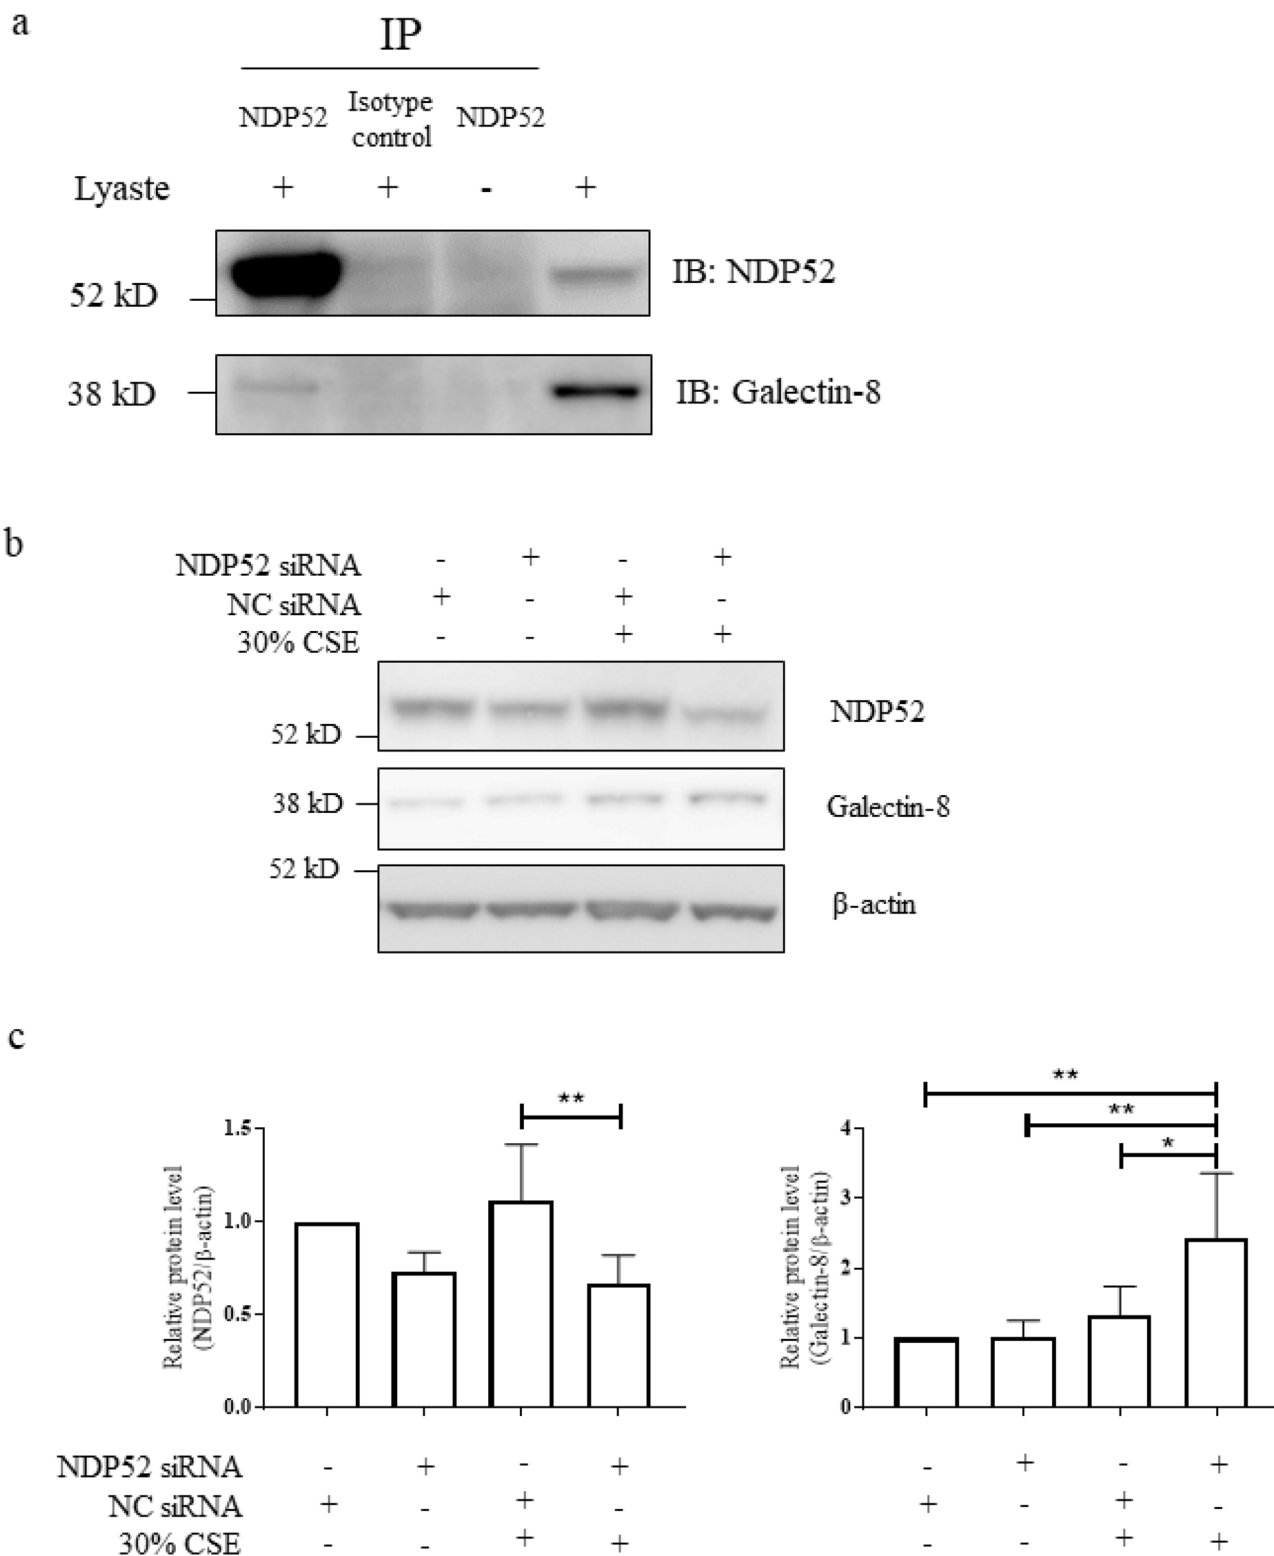 a
IP
NDP52 Isotype control NDP52
Lyaste + + - +
IB: NDP52
52 kD
38 kD IB: Galectin-8
b
NDP52 siRNA - + - +
NC siRNA + - + -
30% CSE - - + +
NDP52
52 kD
38 kD Galectin-8
52 kD
β-actin
c
**
1.5
1.0
0.5
0.0
Relative protein level
(NDP52/β-actin)
**
**
*
4
3
2
1
0
Relative protein level
(Galectin-8/β-actin)
NDP52 siRNA - + - + - + - +
NC siRNA + - + - + - + -
30% CSE - - + + - - + +